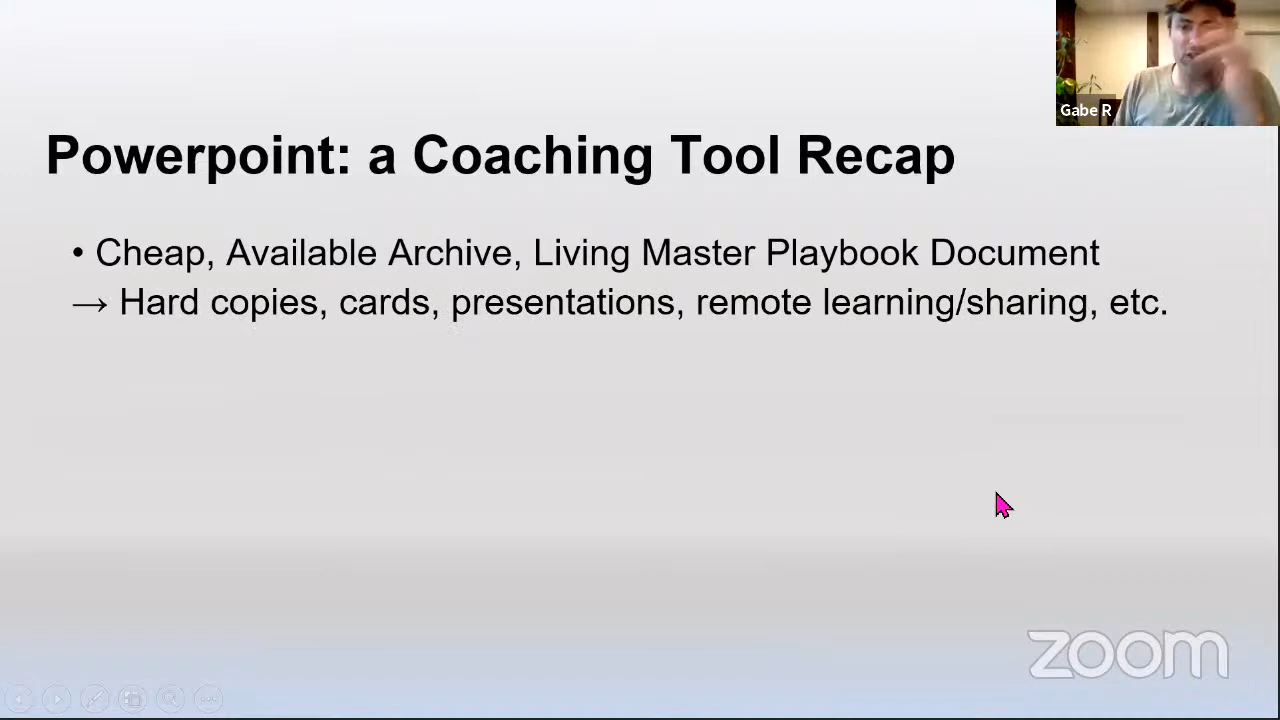 Gabe R
Powerpoint: a Coaching Tool Recap
• Cheap, Available Archive, Living Master Playbook Document
→ Hard copies, cards, presentations, remote learning/sharing, etc.
zoom